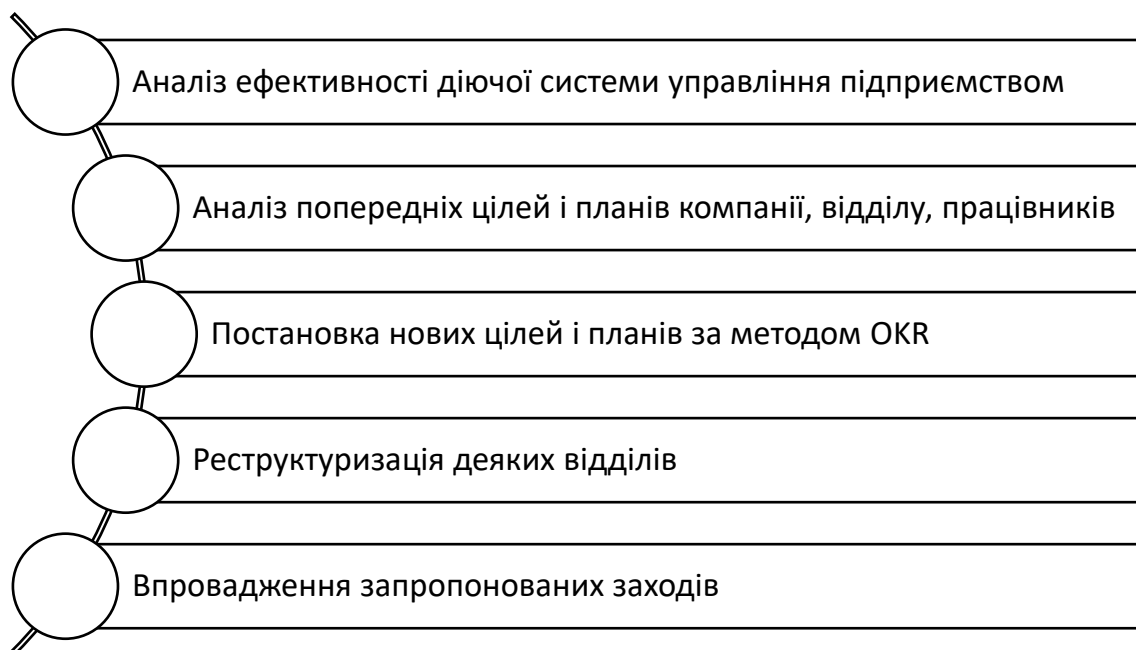 Аналіз ефективності діючої системи управління підприємством
Аналіз попередніх цілей і планів компанії, відділу, працівників
Постановка нових цілей і планів за методом OKR
Реструктуризація деяких відділів
Впровадження запропонованих заходів